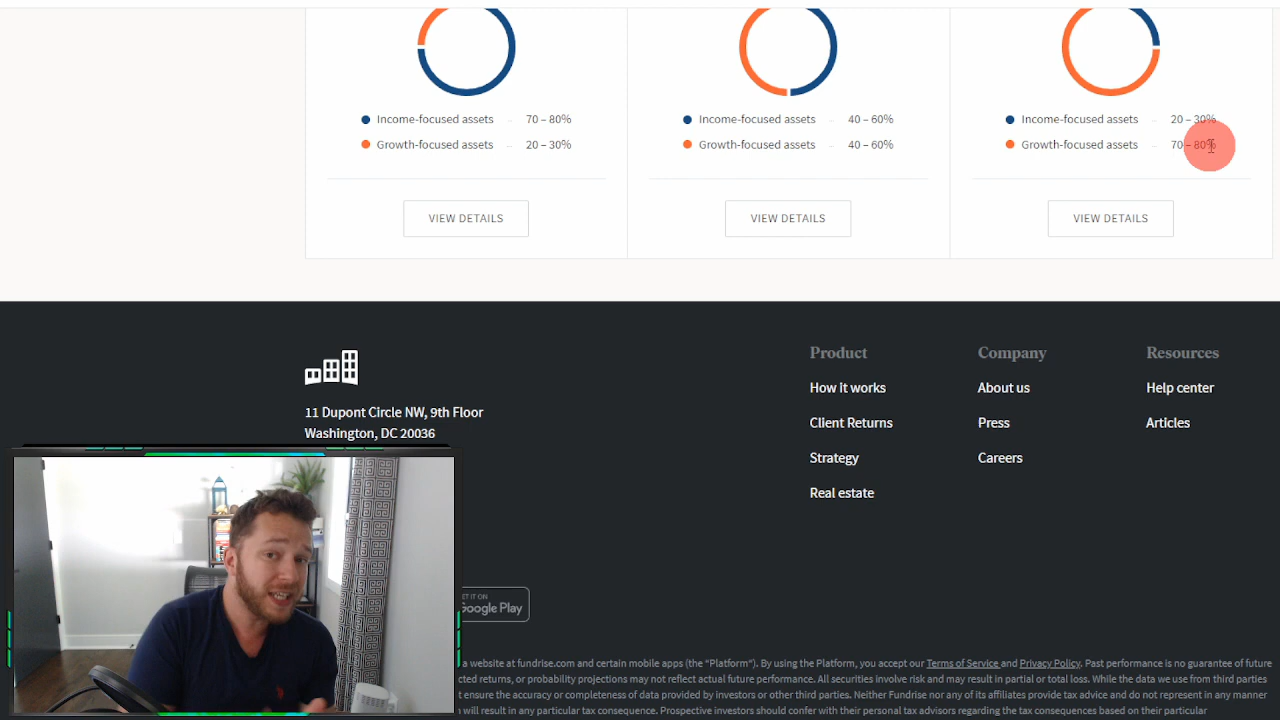 Income-focused assets 70 – 80%
Growth-focused assets 20 – 30%
VIEW DETAILS
Income-focused assets 40 – 60%
Growth-focused assets 40 – 60%
VIEW DETAILS
Income-focused assets 20 – 30%
Growth-focused assets 70 – 80%
VIEW DETAILS
11 Dupont Circle NW, 9th Floor
Washington, DC 20036
Product
How it works
Client Returns
Strategy
Real estate
Company
About us
Press
Careers
Resources
Help center
Articles
ET IT ON
Google Play
a website at fundrise.com and certain mobile apps (the “Platform”). By using the Platform, you accept our Terms of Service and Privacy Policy. Past performance is no guarantee of future
cted returns, or probability projections may not reflect actual future performance. All securities involve risk and may result in partial or total loss. While the data we use from third parties
t ensure the accuracy or completeness of data provided by investors or other third parties. Neither Fundrise nor any of its affiliates provide tax advice and do not represent in any manner
will result in any particular tax consequence. Prospective investors should confer with their personal tax advisors regarding the tax consequences based on their particular